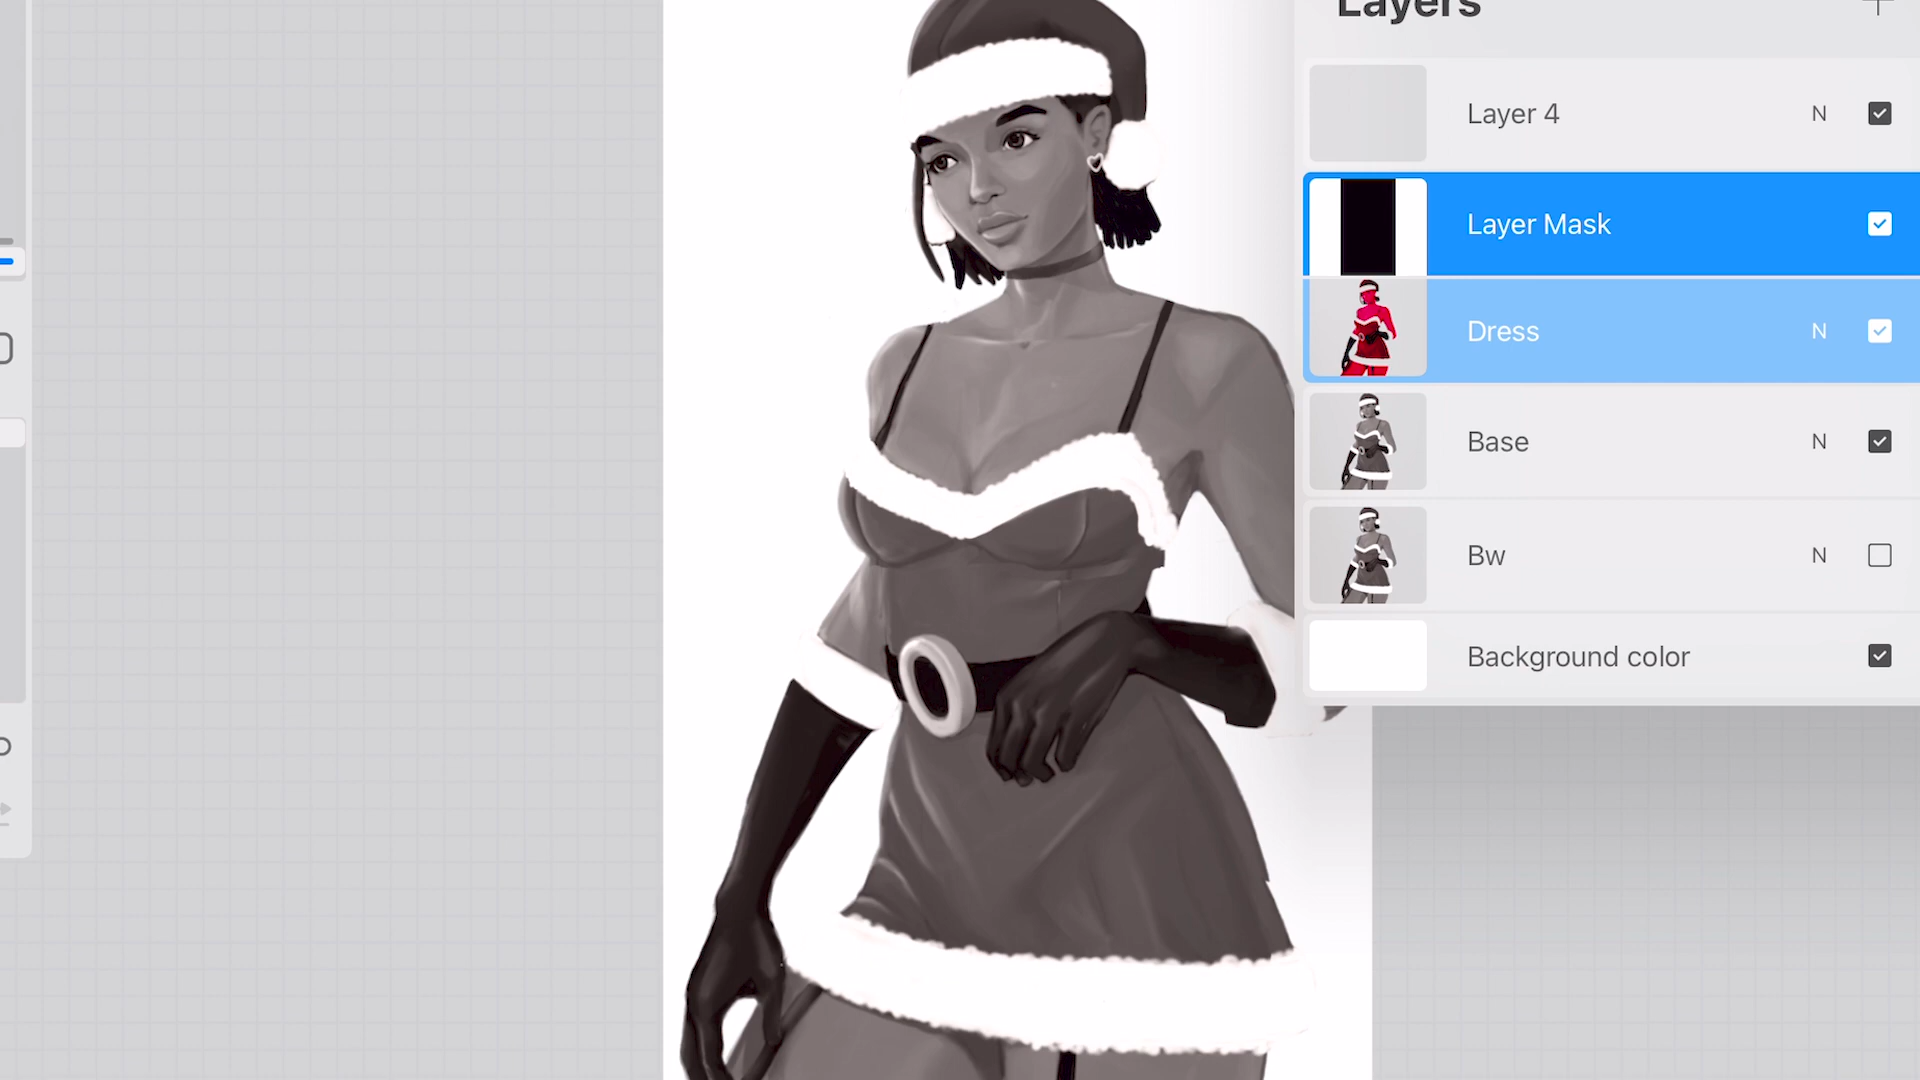 Layers
Layer 4 N
Layer Mask
Dress N
Base N
Bw N
Background color